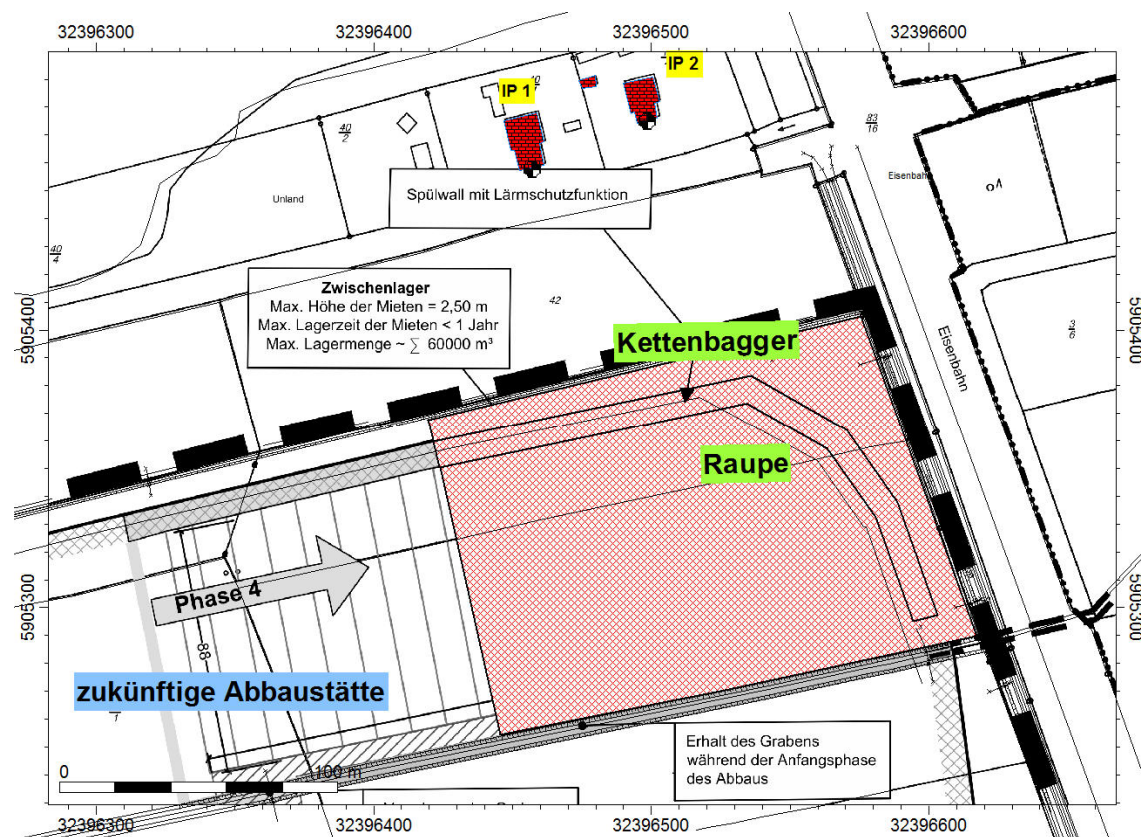 32396300
32396400
32396500
32396600
IP 1
IP 2
40
2
83
16
Eisenbahn
Unland
Spülwall mit Lärmschutzfunktion
40
4
Zwischenlager
Max. Höhe der Mieten = 2,50 m
Max. Lagerzeit der Mieten < 1 Jahr
Max. Lagermenge ~ ∑ 60000 m³
42
5905400
5905400
3
6
Eisenbahn
Kettenbagger
Raupe
Phase 4
5905300
5905300
88
zukünftige Abbaustätte
1
Erhalt des Grabens
während der Anfangsphase
des Abbaus
0
100 m
32396300
32396400
32396500
32396600